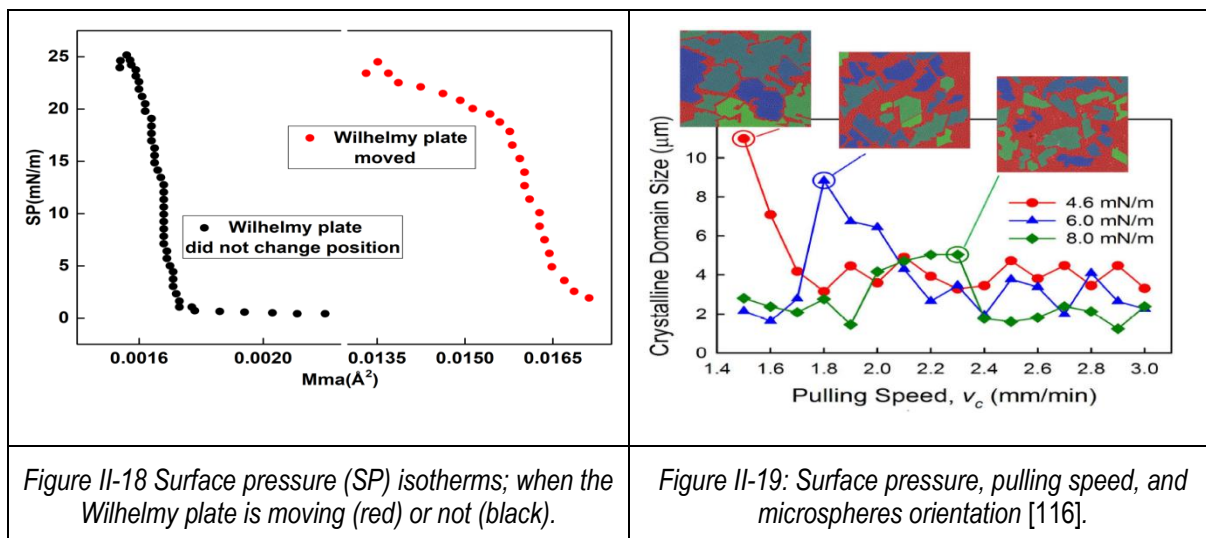 25
20
15
10
5
0
SP(mN/m)
Wilhelmy plate
moved
Wilhelmy plate
did not change position
0.0016
0.0020
0.0135
0.0150
0.0165
Mma(Å²)
10
8
6
4
2
0
Crystalline Domain Size (μm)
4.6 mN/m
6.0 mN/m
8.0 mN/m
1.4
1.6
1.8
2.0
2.2
2.4
2.6
2.8
3.0
Pulling Speed, v_c (mm/min)
Figure II-18 Surface pressure (SP) isotherms; when the
Wilhelmy plate is moving (red) or not (black).
Figure II-19: Surface pressure, pulling speed, and
microspheres orientation [116].